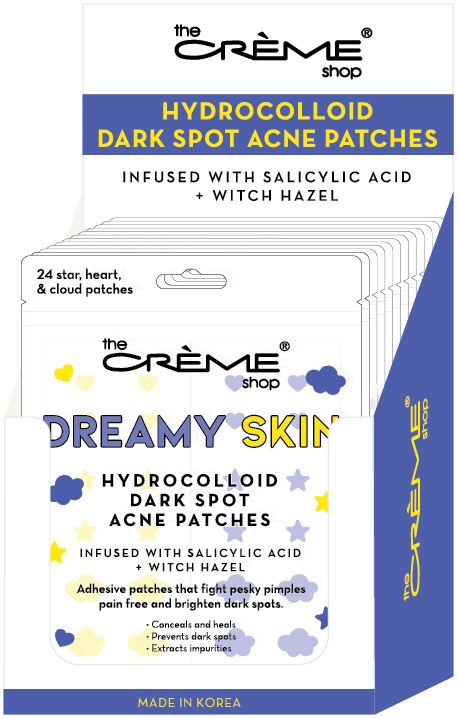 the
CRÈME®
shop
HYDROCOLLOID
DARK SPOT ACNE PATCHES
INFUSED WITH SALICYLIC ACID
+ WITCH HAZEL
24 star, heart,
& cloud patches
the
CRÈME®
shop
DREAMY SKIN
HYDROCOLLOID
DARK SPOT
ACNE PATCHES
INFUSED WITH SALICYLIC ACID
+ WITCH HAZEL
Adhesive patches that fight pesky pimples
pain free and brighten dark spots.
• Conceals and heals
• Prevents dark spots
• Extracts impurities
MADE IN KOREA
the
CRÈME®
shop